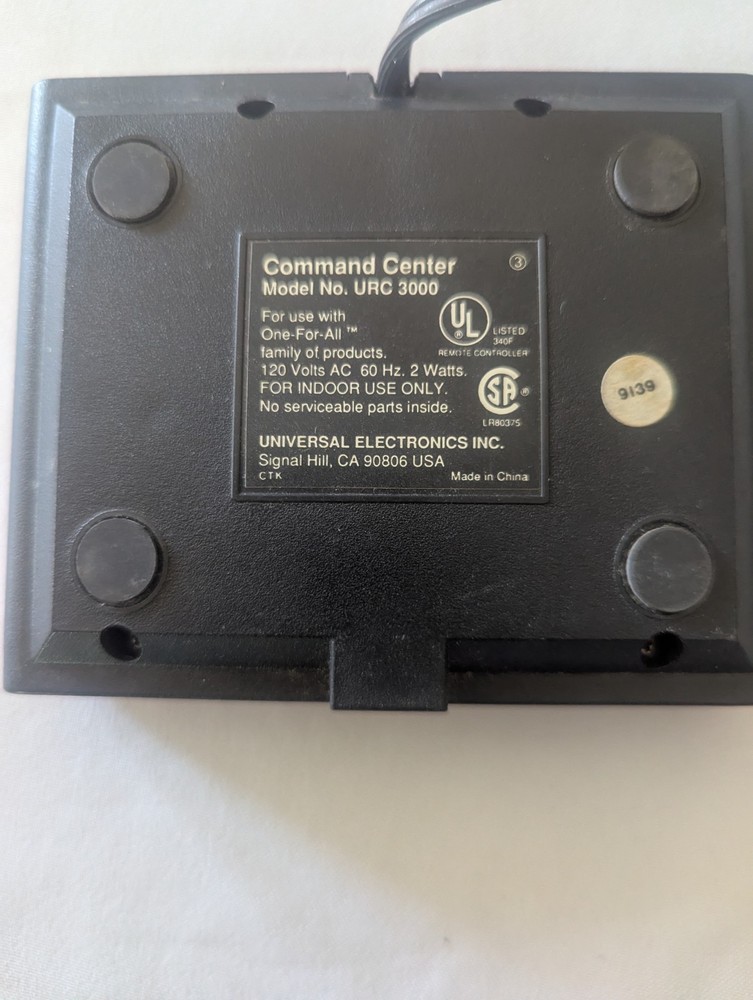 Command Center ③
Model No. URC 3000
For use with
One-For-All™
family of products.
120 Volts AC 60 Hz. 2 Watts.
FOR INDOOR USE ONLY.
No serviceable parts inside.
UL ®
LISTED
340F
REMOTE CONTROLLER
SA ®
LR80375
UNIVERSAL ELECTRONICS INC.
Signal Hill, CA 90806 USA
CTK Made in China
9139